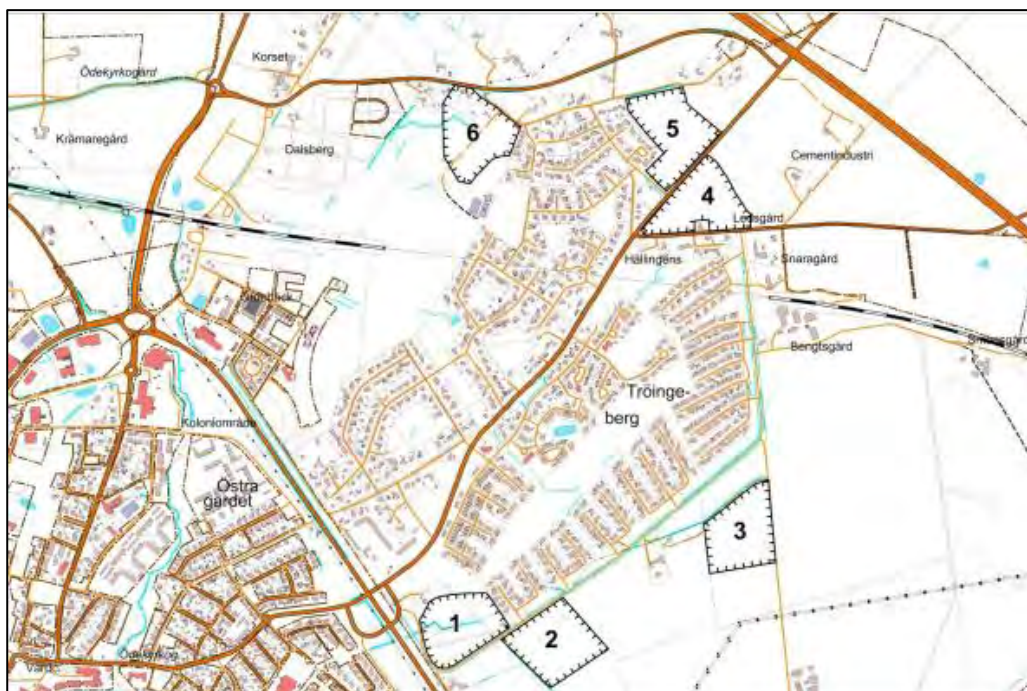 Korset
Ödekyrkogård
6
5
Krämaregård
Dalsberg
Cementindustri
4
Hällingens
Snaragård
Bengtsgård
Tröinge-
berg
Koloniområde
Östra
gärdet
3
1
2